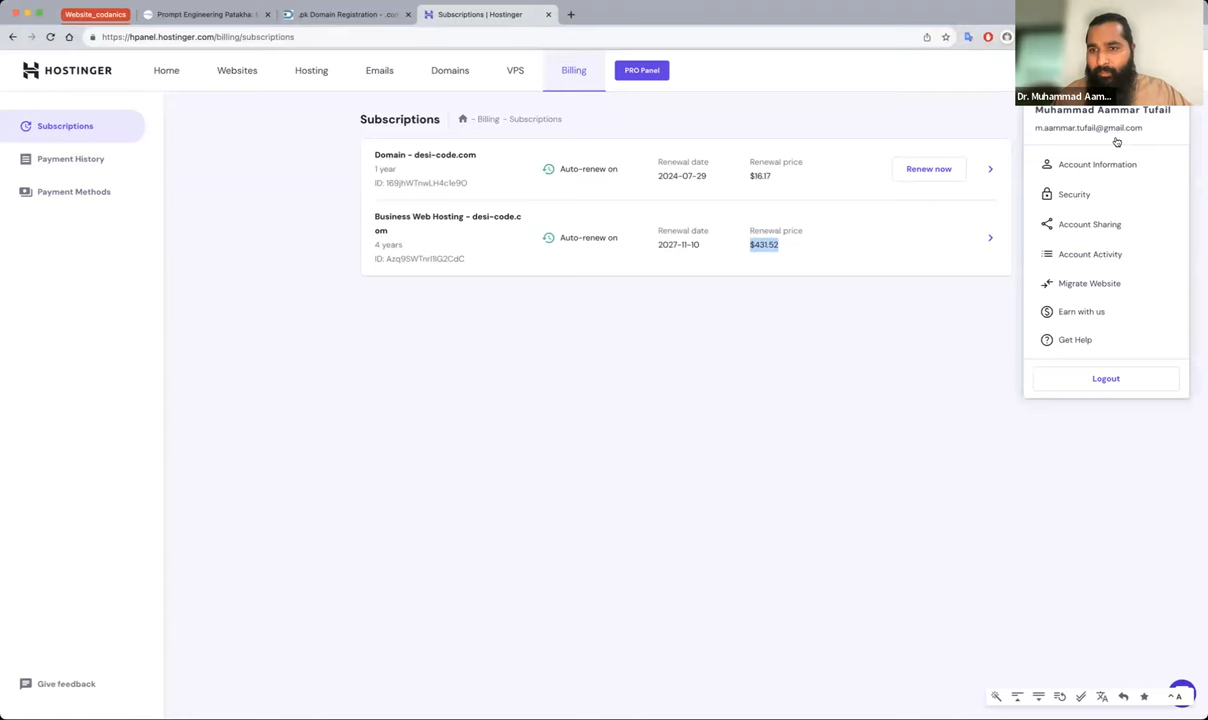 Website_codanics
Prompt Engineering Patakha:
.pk Domain Registration - .co
Subscriptions | Hostinger
https://hpanel.hostinger.com/billing/subscriptions
HOSTINGER
Home
Websites
Hosting
Emails
Domains
VPS
Billing
PRO Panel
Dr. Muhammad Aam...
Muhammad Aammar Tufail
m.aammar.tufail@gmail.com
Account Information
Security
Account Sharing
Account Activity
Migrate Website
Earn with us
Get Help
Logout
Subscriptions
Payment History
Payment Methods
Subscriptions
- Billing - Subscriptions
Domain - desi-code.com
1 year
ID: 169jhWTnwLH4c1e9O
Auto-renew on
Renewal date
2024-07-29
Renewal price
$16.17
Renew now
Business Web Hosting - desi-code.c
om
4 years
Auto-renew on
Renewal date
2027-11-10
Renewal price
$431.52
Give feedback
A